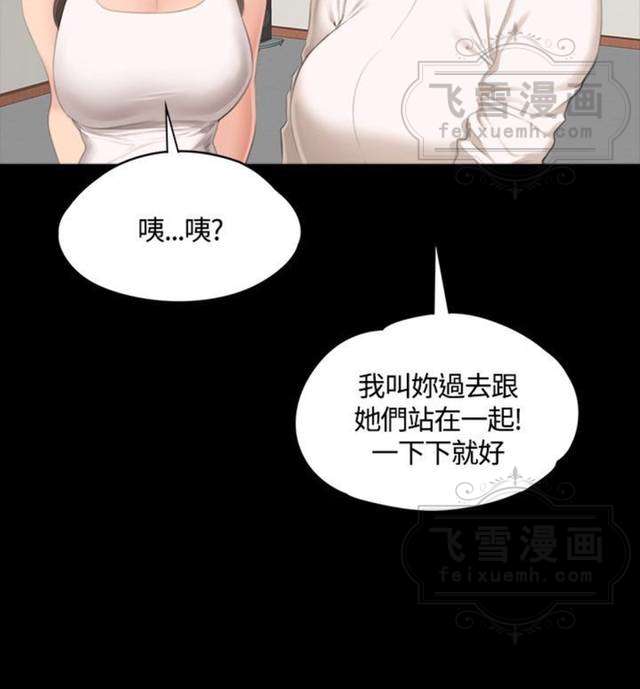 飞雪漫画
feixuemh.com
咦...咦?
我叫妳過去跟
她們站在一起!
一下下就好
飞雪漫画
feixuemh.com